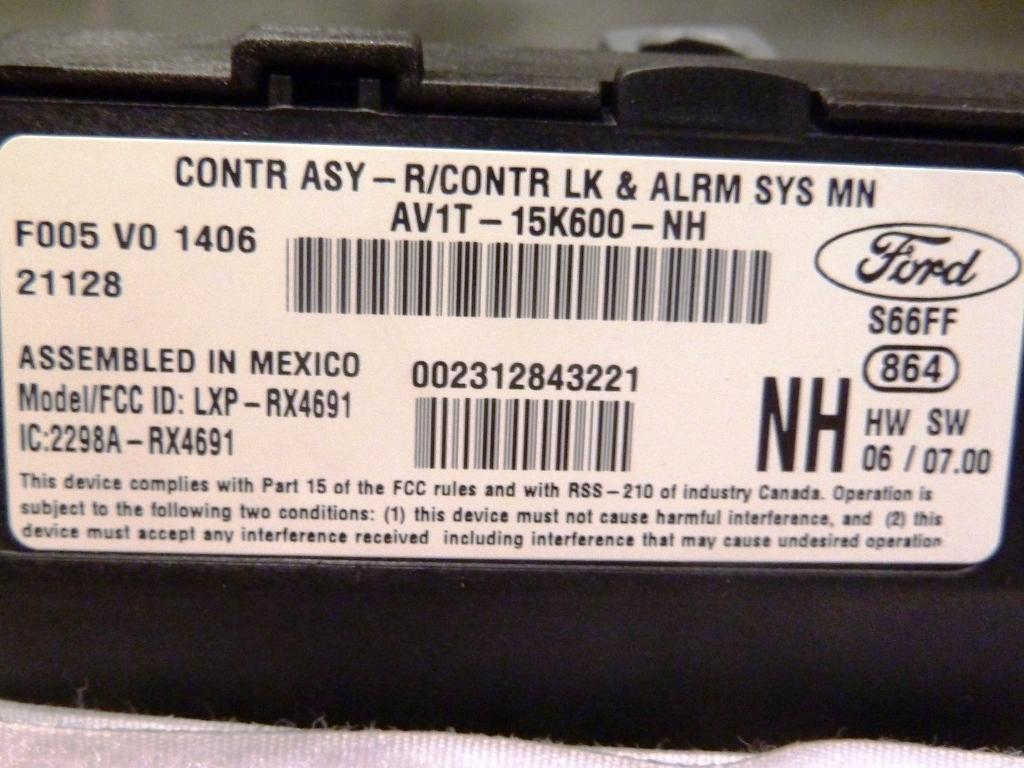 CONTR ASY – R/CONTR LK & ALRM SYS MN
AV1T – 15K600 – NH
F005 V0 1406
21128
Ford
S66FF
864
ASSEMBLED IN MEXICO
Model/FCC ID: LXP – RX4691
IC:2298A – RX4691
002312843221
NH
HW SW
06 / 07.00
This device complies with Part 15 of the FCC rules and with RSS – 210 of industry Canada. Operation is
subject to the following two conditions: (1) this device must not cause harmful interference, and (2) this
device must accept any interference received including interference that may cause undesired operation